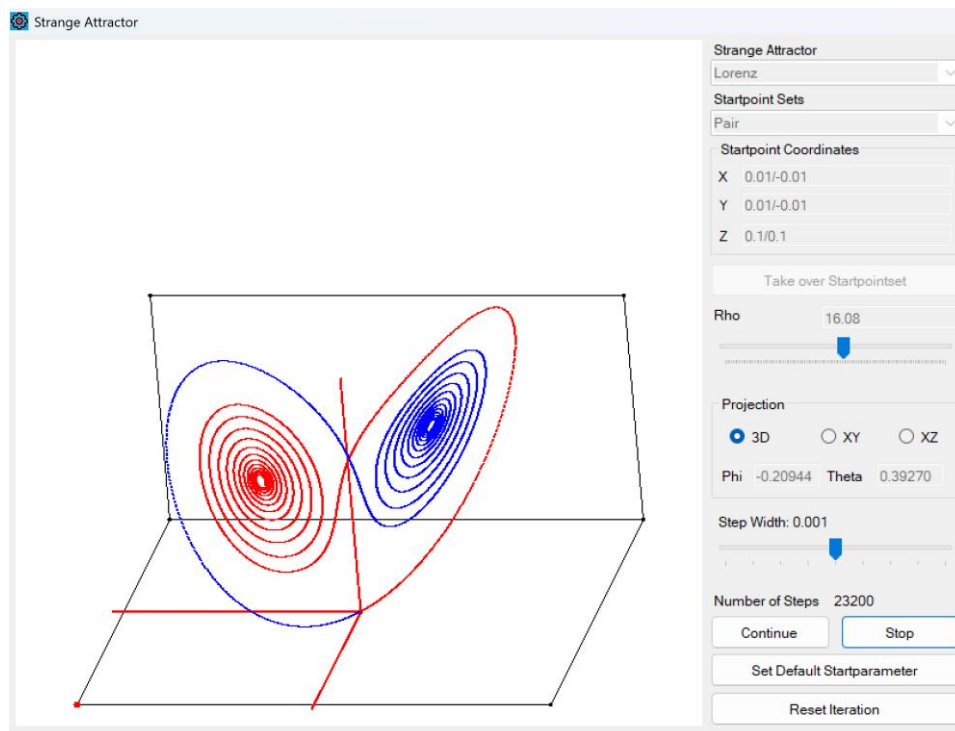 Strange Attractor
Strange Attractor
Lorenz
Startpoint Sets
Pair
Startpoint Coordinates
X 0.01/-0.01
Y 0.01/-0.01
Z 0.1/0.1
Take over Startpointset
Rho 16.08
Projection
3D XY XZ
Phi -0.20944 Theta 0.39270
Step Width: 0.001
Number of Steps 23200
Continue Stop
Set Default Startparameter
Reset Iteration